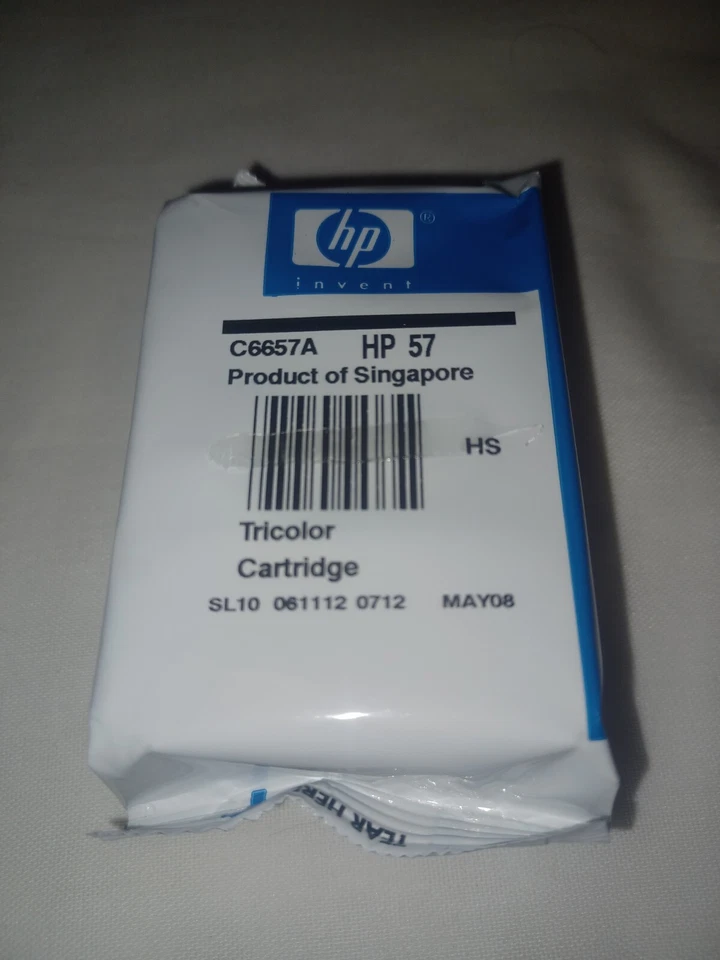 hp ®
invent
C6657A HP 57
Product of Singapore
HS
Tricolor
Cartridge
SL10 061112 0712 MAY08
TEAR HERE